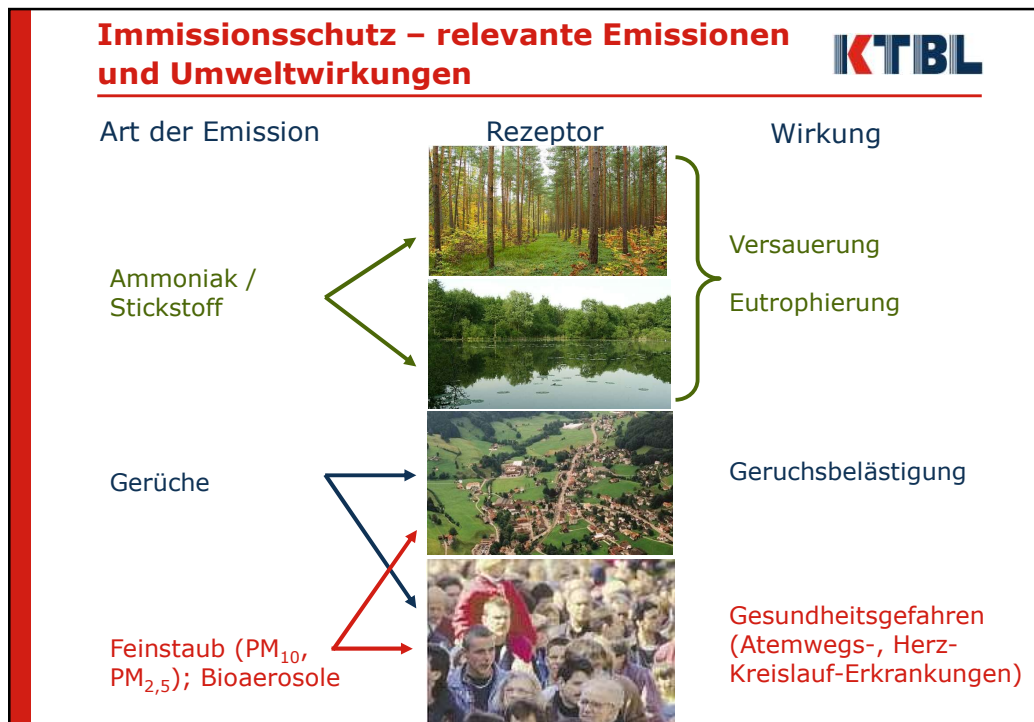 Immissionsschutz – relevante Emissionen
und Umweltwirkungen
KTBL
Art der Emission
Rezeptor
Wirkung
Ammoniak /
Stickstoff
Versauerung
Eutrophierung
Gerüche
Geruchsbelästigung
Feinstaub (PM₁₀,
PM₂,₅); Bioaerosole
Gesundheitsgefahren
(Atemwegs-, Herz-
Kreislauf-Erkrankungen)